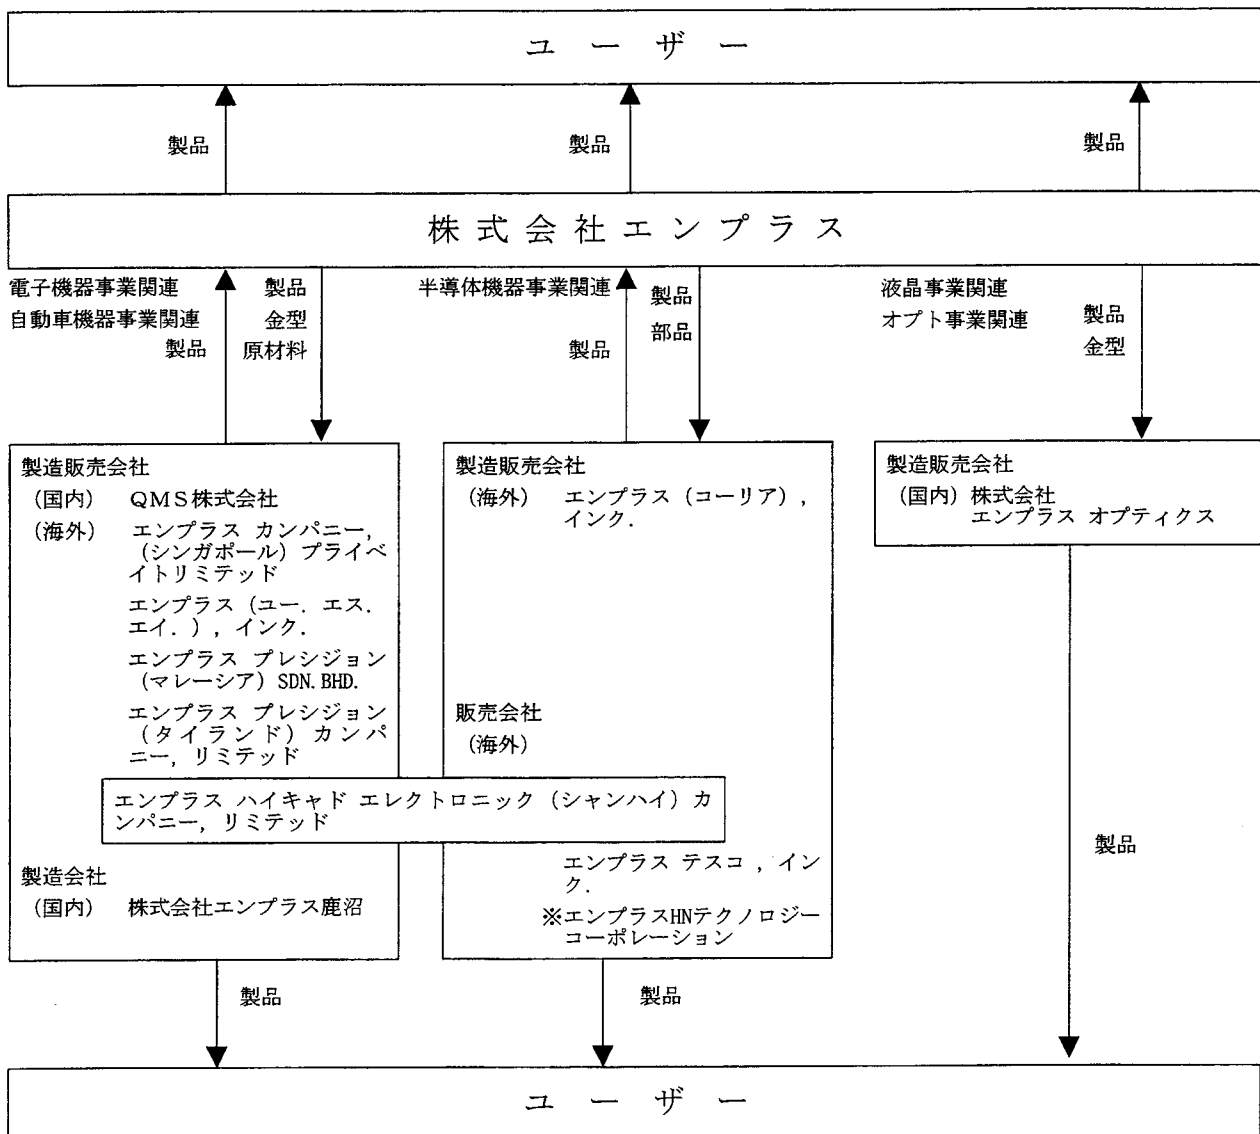 ユーザー
製品
製品
製品
株式会社エンプラス
電子機器事業関連
自動車機器事業関連
製品
製品
金型
原材料
半導体機器事業関連
製品
製品
部品
液晶事業関連
オプト事業関連
製品
金型
製造販売会社
(国内) QMS株式会社
(海外) エンプラス カンパニー,
(シンガポール) プライベ
イトリミテッド
エンプラス (ユー. エス.
エイ. ) , インク.
エンプラス プレシジョン
(マレーシア) SDN. BHD.
エンプラス プレシジョン
(タイランド) カンパ
ニー, リミテッド
製造販売会社
(海外) エンプラス (コーリア) ,
インク.
販売会社
(海外)
製造販売会社
(国内) 株式会社
エンプラス オプティクス
エンプラス ハイキャド エレクトロニック (シャンハイ) カ
ンパニー, リミテッド
製造会社
(国内) 株式会社エンプラス鹿沼
エンプラス テスコ , イン
ク.
※エンプラスHNテクノロジー
コーポレーション
製品
製品
製品
ユーザー